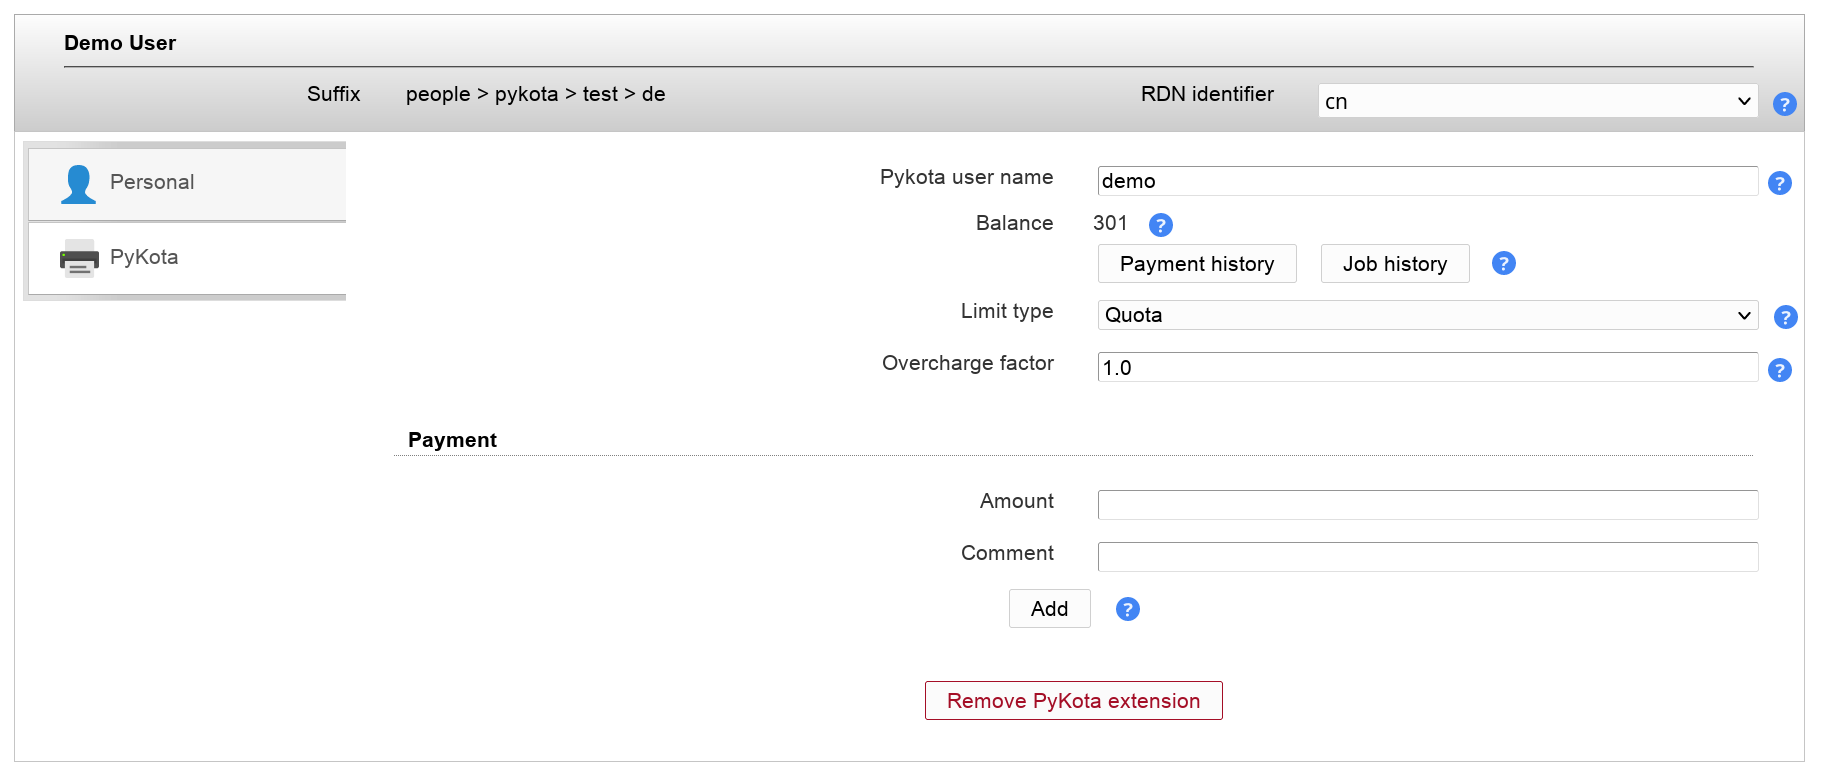 Demo User
Suffix people > pykota > test > de RDN identifier cn ?
Personal
PyKota
Pykota user name demo ?
Balance 301 ?
Payment history Job history ?
Limit type Quota ?
Overcharge factor 1.0 ?
Payment
Amount
Comment
Add ?
Remove PyKota extension